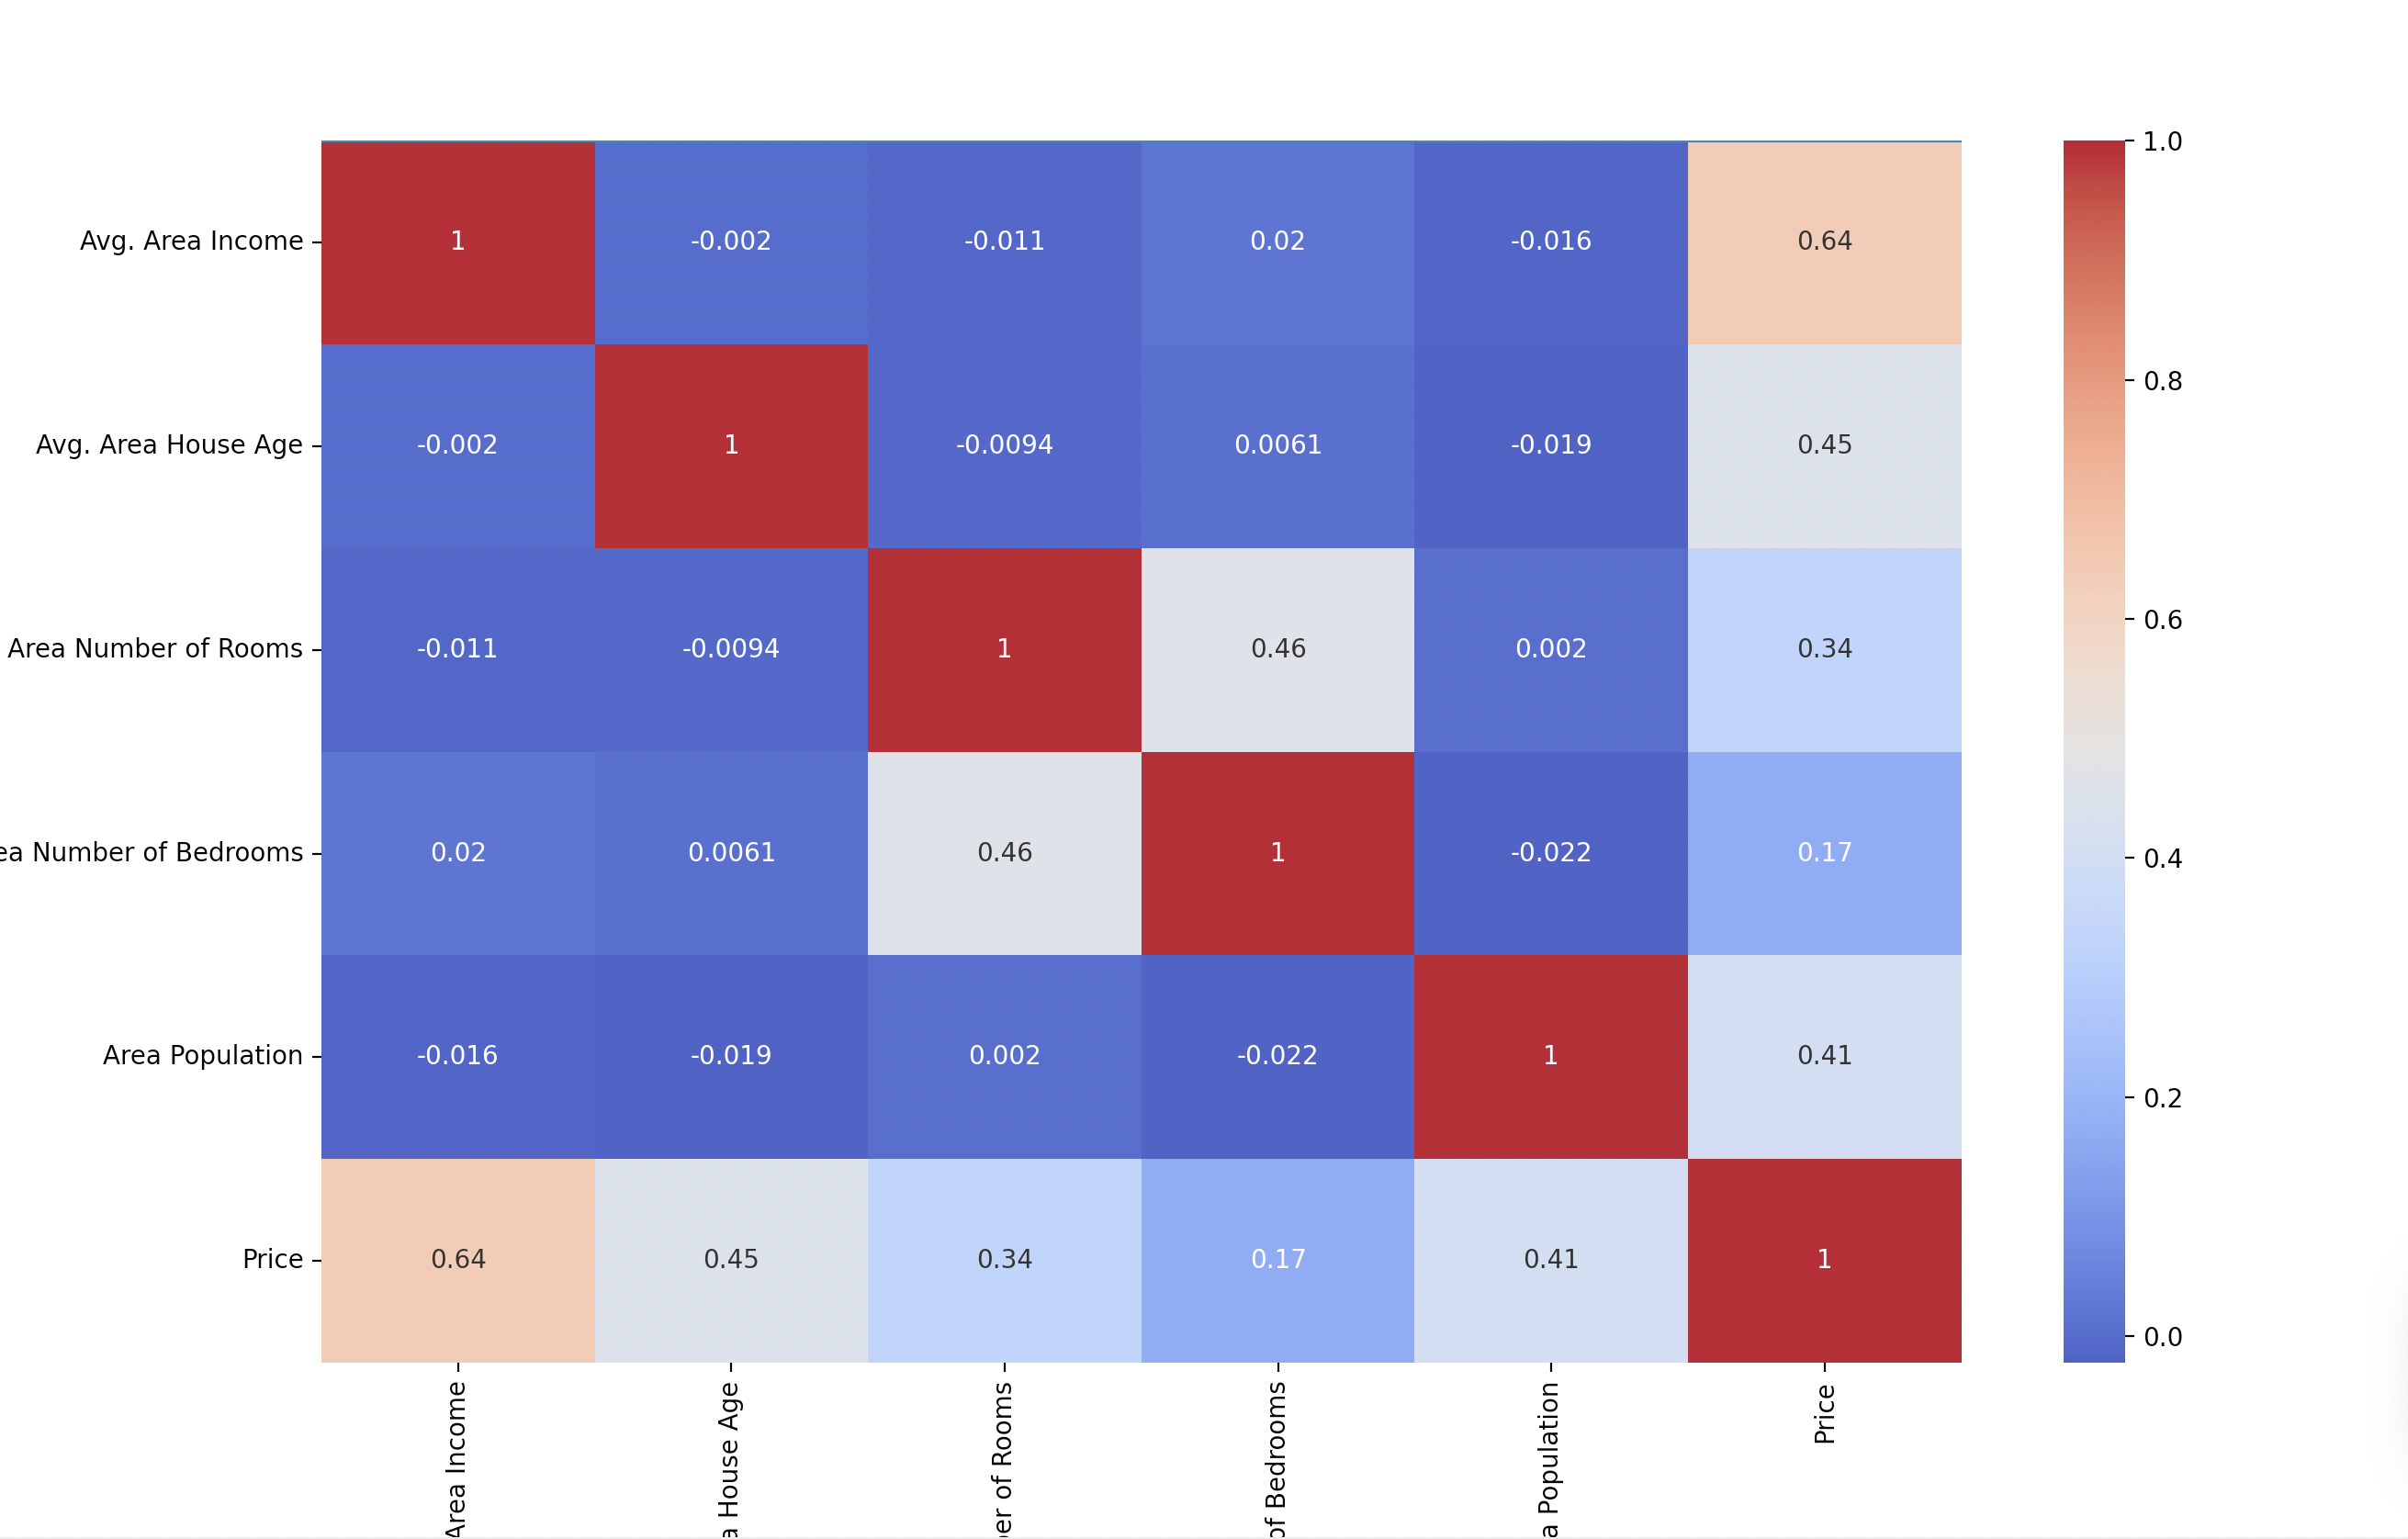 1.0
Avg. Area Income 1 -0.002 -0.011 0.02 -0.016 0.64
0.8
Avg. Area House Age -0.002 1 -0.0094 0.0061 -0.019 0.45
0.6
Area Number of Rooms -0.011 -0.0094 1 0.46 0.002 0.34
0.4
Number of Bedrooms 0.02 0.0061 0.46 1 -0.022 0.17
0.2
Area Population -0.016 -0.019 0.002 -0.022 1 0.41
Price 0.64 0.45 0.34 0.17 0.41 1
0.0
Area Income
House Age
of Rooms
of Bedrooms
Population
Price